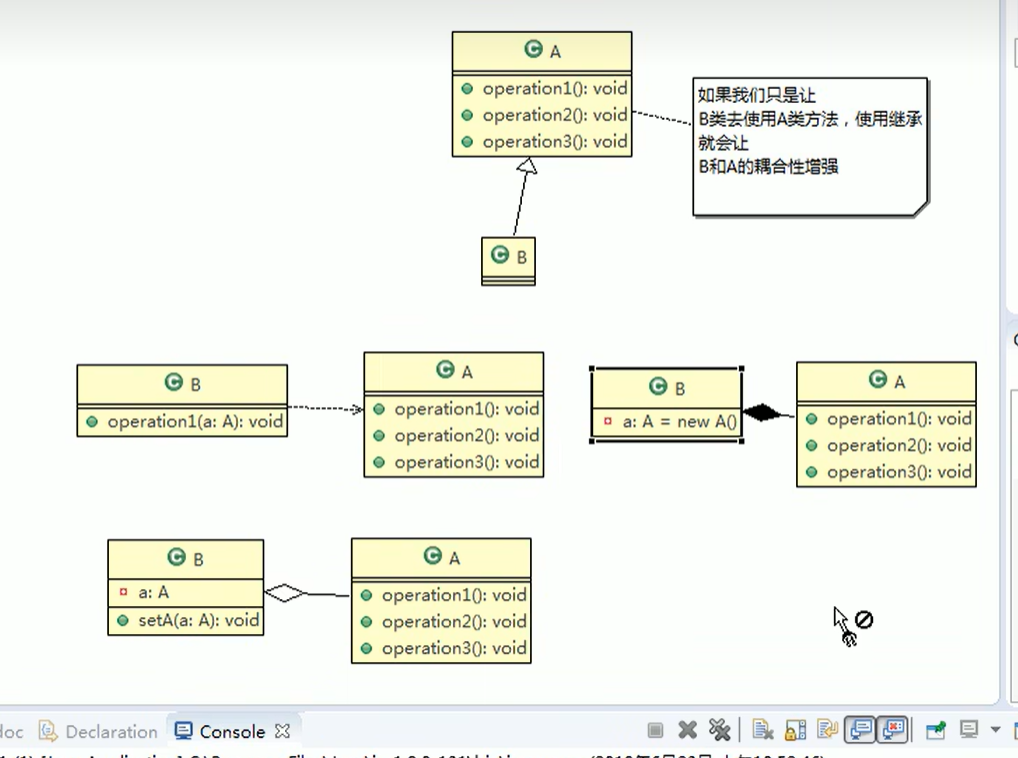 C A
operation1(): void
operation2(): void
operation3(): void
如果我们只是让
B类去使用A类方法，使用继承
就会让
B和A的耦合性增强
C B
C B
operation1(a: A): void
C A
operation1(): void
operation2(): void
operation3(): void
C B
a: A = new A()
C A
operation1(): void
operation2(): void
operation3(): void
C B
a: A
setA(a: A): void
C A
operation1(): void
operation2(): void
operation3(): void
doc Declaration Console